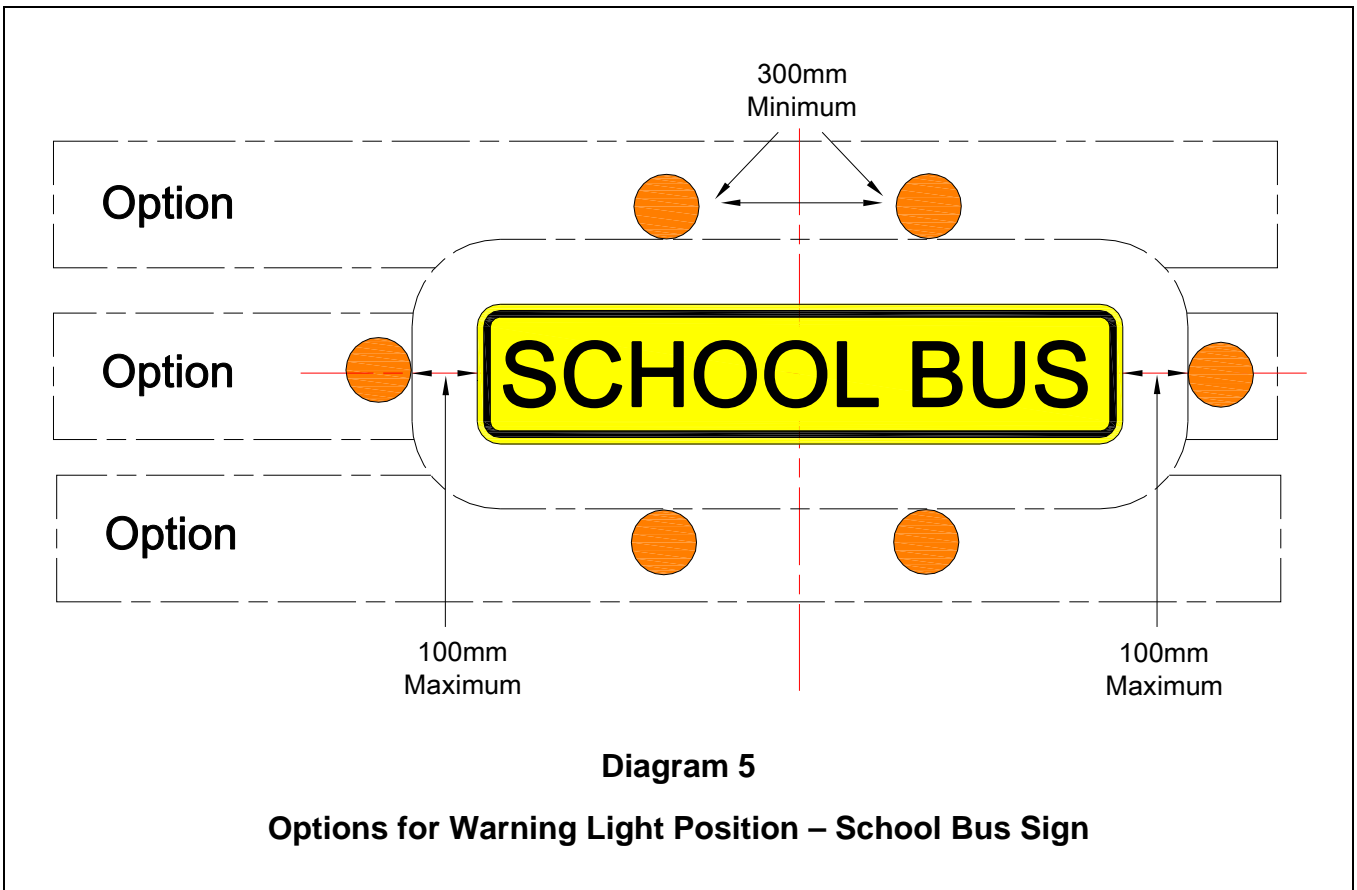 300mm
Minimum
Option
Option
SCHOOL BUS
Option
100mm
Maximum
100mm
Maximum
Diagram 5
Options for Warning Light Position – School Bus Sign